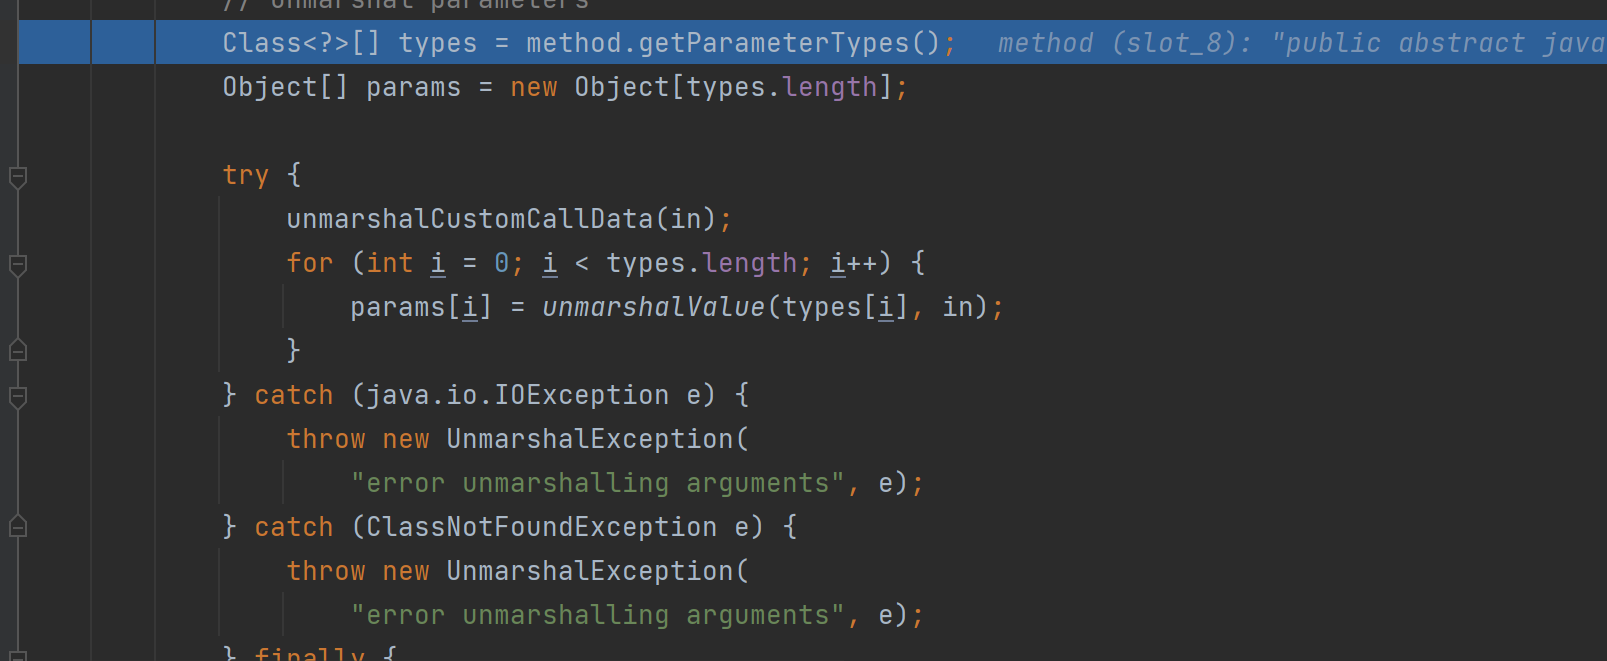 // Unmarshal parameters
Class<?>[] types = method.getParameterTypes();   method (slot_8): "public abstract java
Object[] params = new Object[types.length];
try {
unmarshalCustomCallData(in);
for (int i = 0; i < types.length; i++) {
params[i] = unmarshalValue(types[i], in);
}
} catch (java.io.IOException e) {
throw new UnmarshalException(
"error unmarshalling arguments", e);
} catch (ClassNotFoundException e) {
throw new UnmarshalException(
"error unmarshalling arguments", e);
} finally {